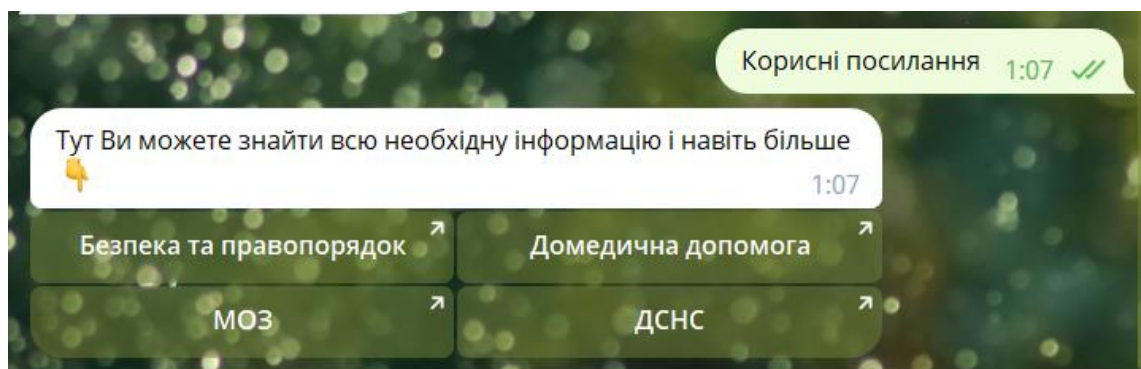 Корисні посилання 1:07
Тут Ви можете знайти всю необхідну інформацію і навіть більше
👇 1:07
Безпека та правопорядок Домедична допомога
МОЗ ДСНС